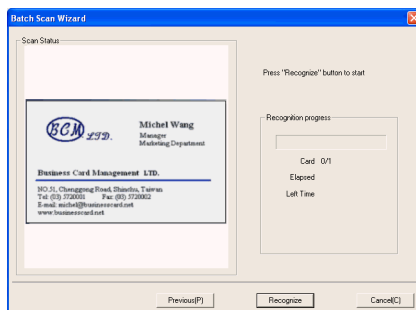 Batch Scan Wizard
Scan Status
BCM LTD.
Michel Wang
Manager
Marketing Department
Business Card Management LTD.
NO.31, Chenggong Road, Shinchu, Taiwan
Tel: (03) 3720001 Fax: (03) 3720002
E-mail: michel@businesscard.net
www.businesscard.net
Press "Recognize" button to start
Recognition progress
Card 0/1
Elapsed
Left Time
Previous(P)
Recognize
Cancel(C)